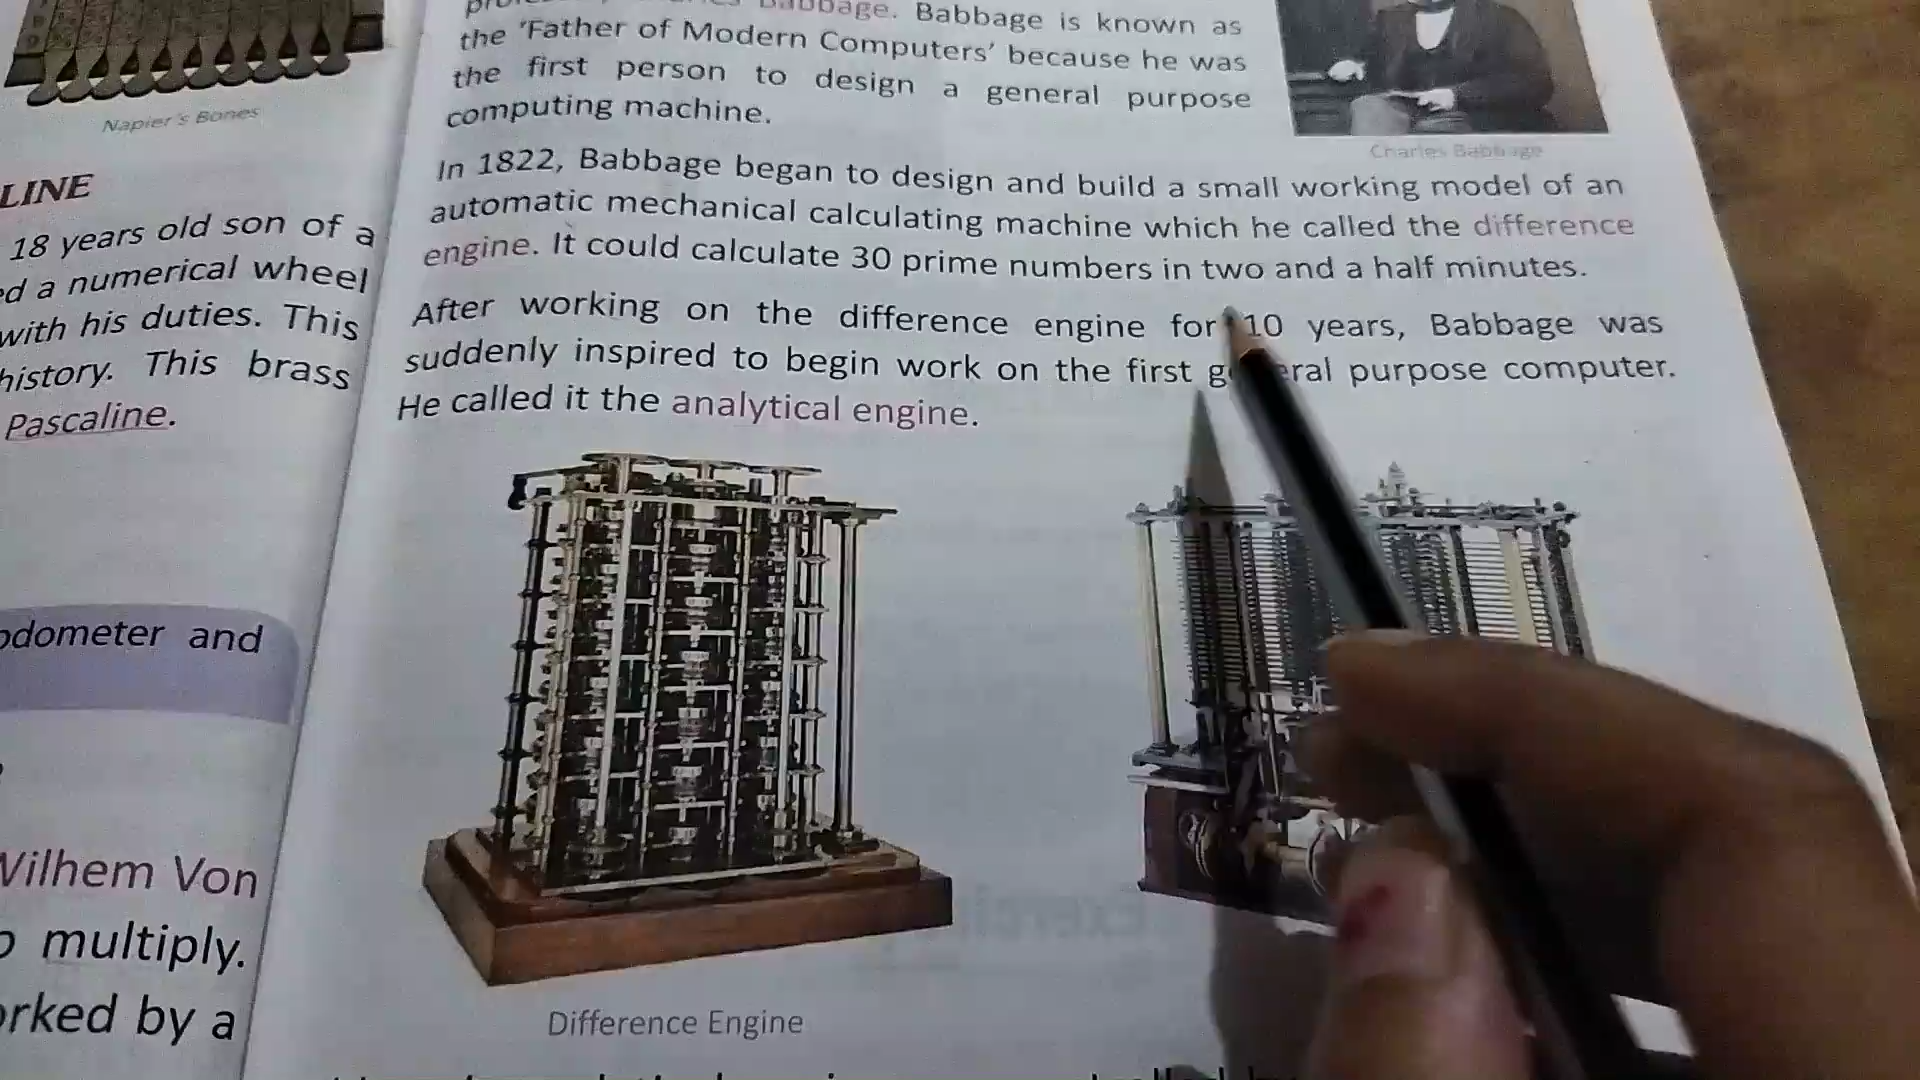 Napier's Bones
LINE
18 years old son of a
a numerical wheel
with his duties. This
history. This brass
Pascaline.
odometer and
Von
multiply.
by a
Babbage. Babbage is known as
the 'Father of Modern Computers' because he was
the first person to design a general purpose
computing machine.
Charles Babbage
In 1822, Babbage began to design and build a small working model of an
automatic mechanical calculating machine which he called the difference
engine. It could calculate 30 prime numbers in two and a half minutes.
After working on the difference engine for 10 years, Babbage was
suddenly inspired to begin work on the first general purpose computer.
He called it the analytical engine.
Difference Engine